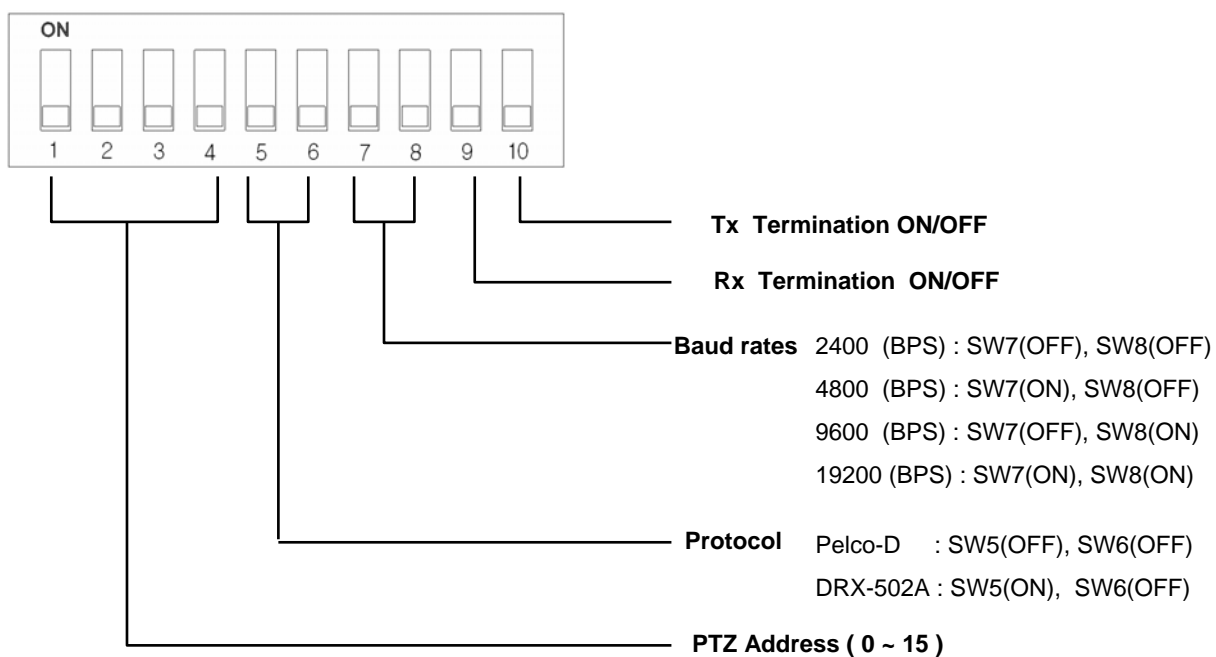 ON
1 2 3 4 5 6 7 8 9 10
Tx Termination ON/OFF
Rx Termination ON/OFF
Baud rates 2400 (BPS) : SW7(OFF), SW8(OFF)
4800 (BPS) : SW7(ON), SW8(OFF)
9600 (BPS) : SW7(OFF), SW8(ON)
19200 (BPS) : SW7(ON), SW8(ON)
Protocol Pelco-D : SW5(OFF), SW6(OFF)
DRX-502A : SW5(ON), SW6(OFF)
PTZ Address ( 0 ~ 15 )